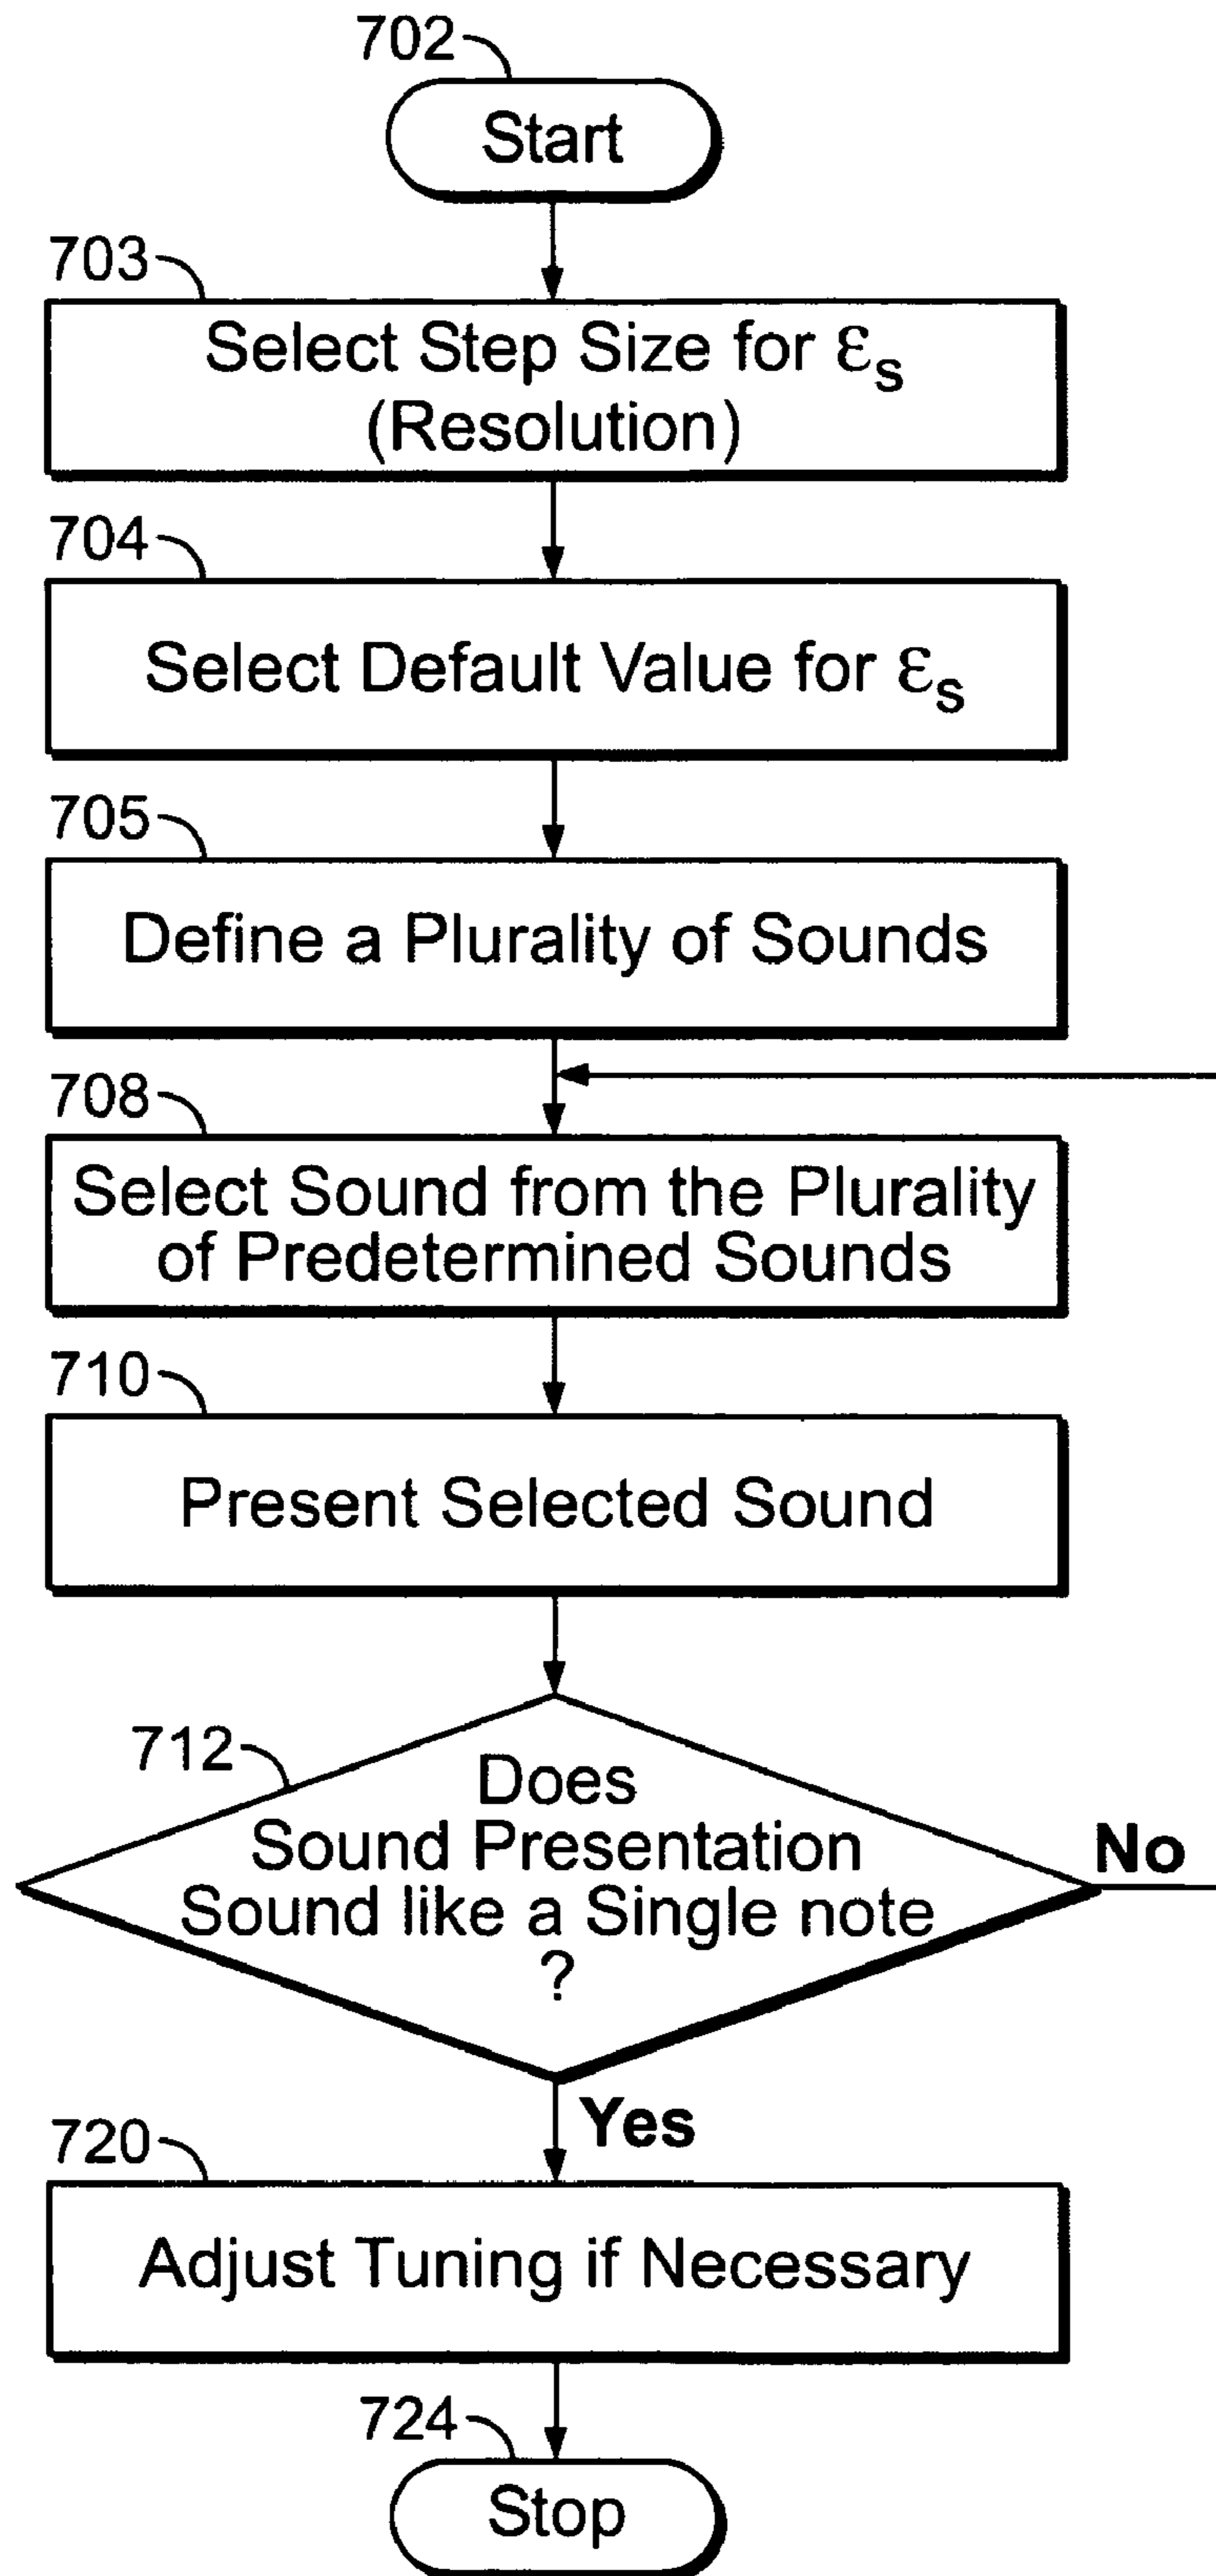 702
Start
703
Select Step Size for εs
(Resolution)
704
Select Default Value for εs
705
Define a Plurality of Sounds
708
Select Sound from the Plurality
of Predetermined Sounds
710
Present Selected Sound
712
Does
Sound Presentation
Sound like a Single note
?
No
Yes
720
Adjust Tuning if Necessary
724
Stop